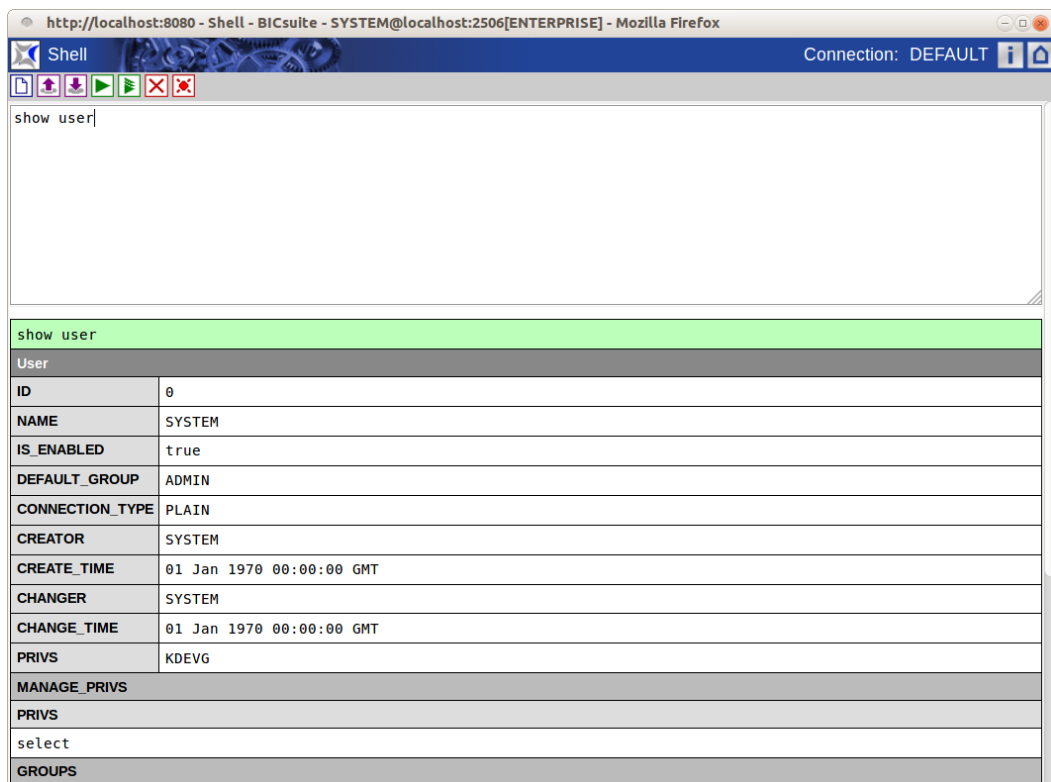 http://localhost:8080 - Shell - BICsuite - SYSTEM@localhost:2506[ENTERPRISE] - Mozilla Firefox
Shell Connection: DEFAULT
show user
show user
User
ID 0
NAME SYSTEM
IS_ENABLED true
DEFAULT_GROUP ADMIN
CONNECTION_TYPE PLAIN
CREATOR SYSTEM
CREATE_TIME 01 Jan 1970 00:00:00 GMT
CHANGER SYSTEM
CHANGE_TIME 01 Jan 1970 00:00:00 GMT
PRIVS KDEVG
MANAGE_PRIVS
PRIVS
select
GROUPS